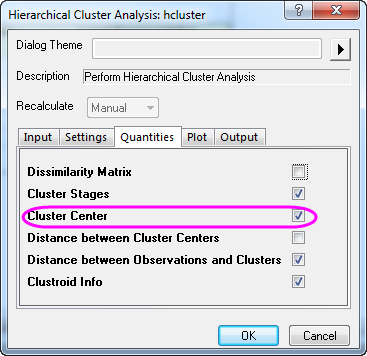 Hierarchical Cluster Analysis: hcluster
Dialog Theme
Description Perform Hierarchical Cluster Analysis
Recalculate Manual
Input Settings Quantities Plot Output
Dissimilarity Matrix
Cluster Stages
Cluster Center
Distance between Cluster Centers
Distance between Observations and Clusters
Clustroid Info
OK Cancel